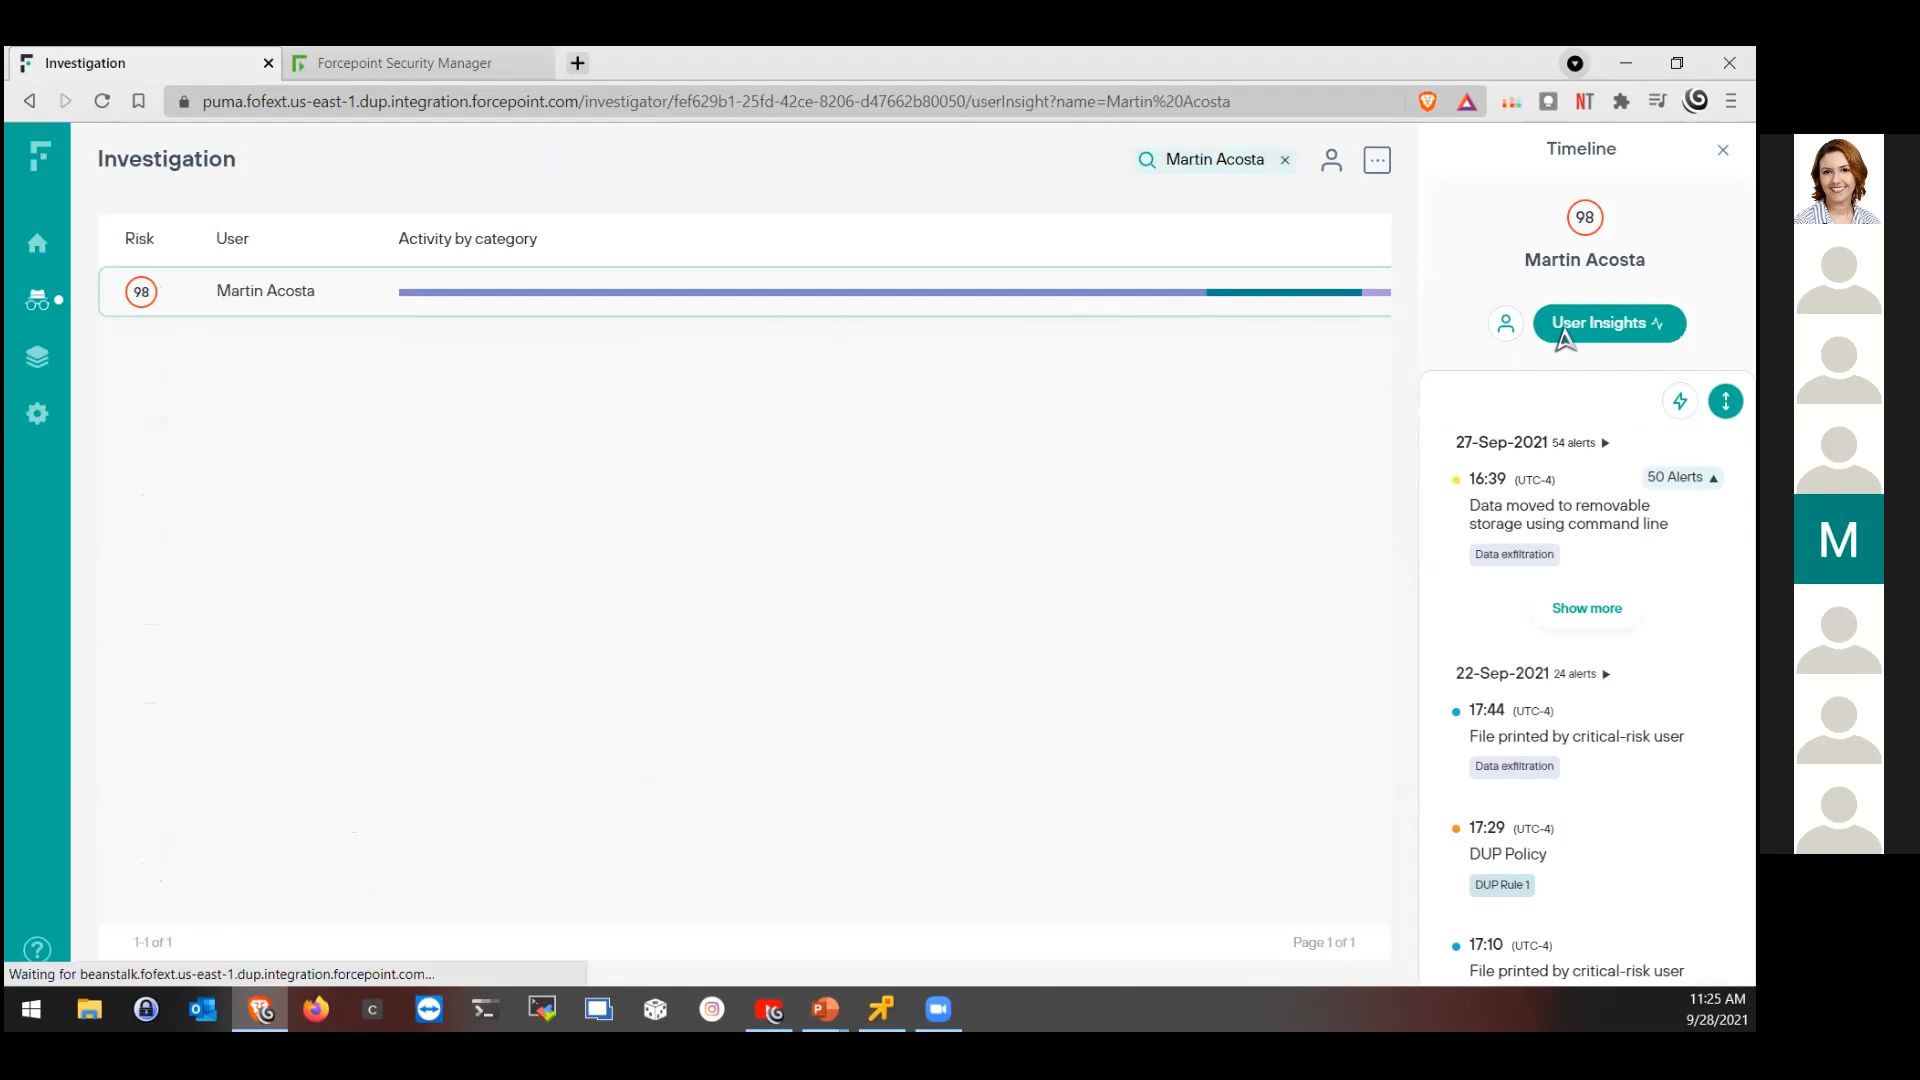 Investigation
Forcepoint Security Manager
puma.fofext.us-east-1.dup.integration.forcepoint.com/investigator/fef629b1-25fd-42ce-8206-d47662b80050/userInsight?name=Martin%20Acosta
NT
Investigation
Martin Acosta
Timeline
98
Martin Acosta
User Insights
Risk
User
Activity by category
98
Martin Acosta
27-Sep-2021 54 alerts
16:39 (UTC-4)
50 Alerts
Data moved to removable
storage using command line
Data exfiltration
Show more
22-Sep-2021 24 alerts
17:44 (UTC-4)
File printed by critical-risk user
Data exfiltration
17:29 (UTC-4)
DUP Policy
DUP Rule 1
17:10 (UTC-4)
File printed by critical-risk user
M
1-1 of 1
Page 1 of 1
Waiting for beanstalk.fofext.us-east-1.dup.integration.forcepoint.com...
11:25 AM
9/28/2021